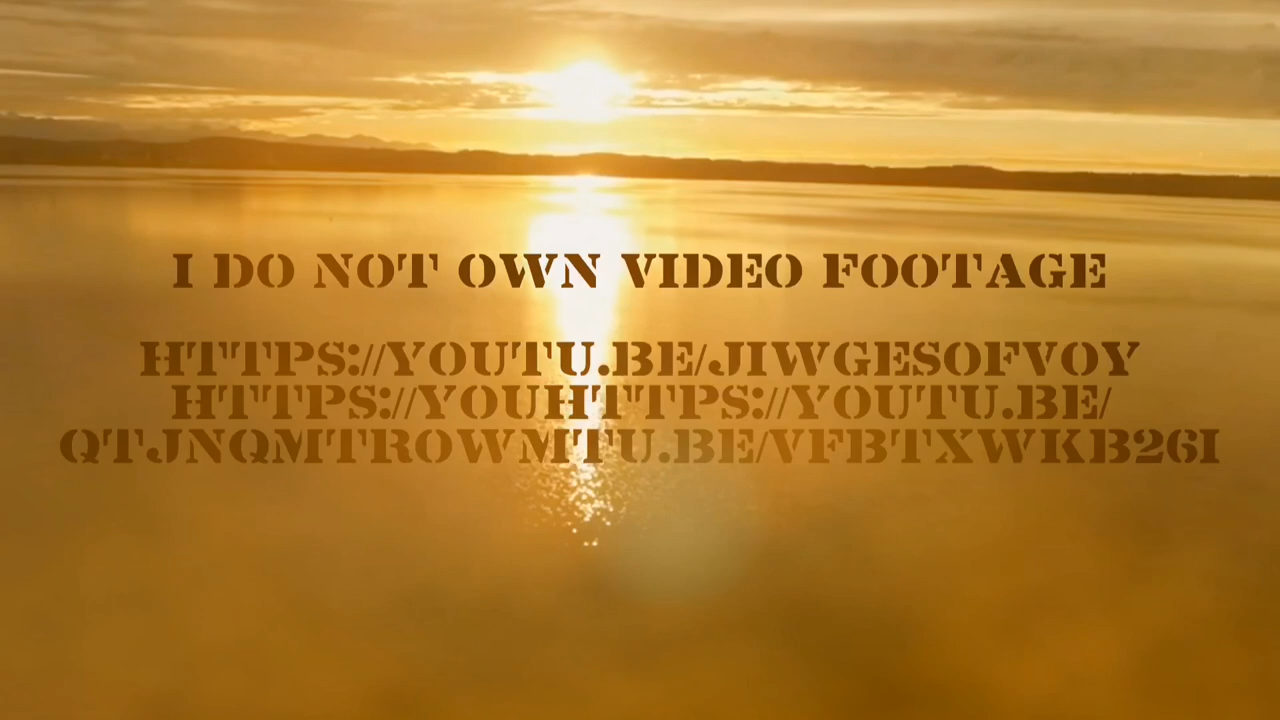 I DO NOT OWN VIDEO FOOTAGE
HTTPS://YOUTU.BE/JIWGESOFVOY
HTTPS://YOUHTTPS://YOUTU.BE/
QTJNQMTROWMTU.BE/VFBTXWKB26I